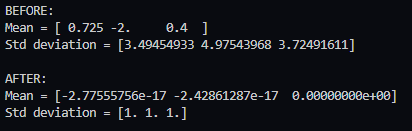 BEFORE:
Mean = [ 0.725 -2.     0.4  ]
Std deviation = [3.49454933 4.97543968 3.72491611]
AFTER:
Mean = [-2.77555756e-17 -2.42861287e-17  0.00000000e+00]
Std deviation = [1. 1. 1.]